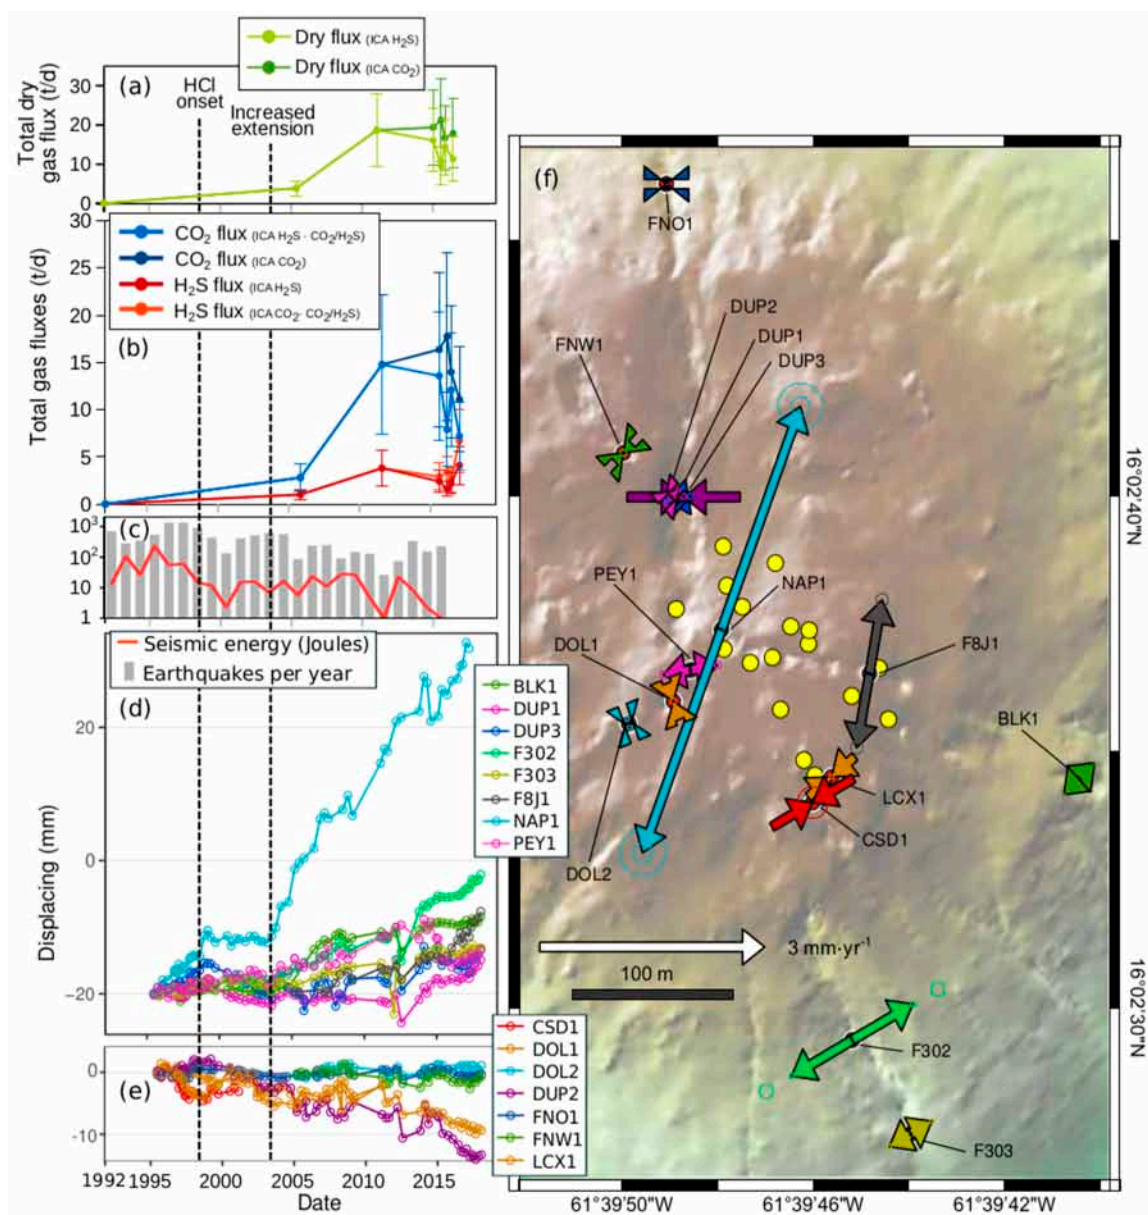 Dry flux (ICA H₂S)
Dry flux (ICA CO₂)
Total dry
gas flux (t/d)
30
20
10
0
(a)
HCl
onset
Increased
extension
CO₂ flux (ICA H₂S · CO₂/H₂S)
CO₂ flux (ICA CO₂)
H₂S flux (ICA H₂S)
H₂S flux (ICA CO₂· CO₂/H₂S)
Total gas fluxes (t/d)
30
25
20
15
10
5
0
(b)
10³
10²
10
1
(c)
Seismic energy (Joules)
Earthquakes per year
(d)
Displacing (mm)
20
0
−20
BLK1
DUP1
DUP3
F302
F303
F8J1
NAP1
PEY1
(e)
0
-10
CSD1
DOL1
DOL2
DUP2
FNO1
FNW1
LCX1
1992 1995 2000 2005 2010 2015
Date
(f)
FNO1
DUP2
DUP1
DUP3
FNW1
PEY1
NAP1
DOL1
F8J1
BLK1
LCX1
CSD1
DOL2
3 mm·yr⁻¹
100 m
F302
F303
16°02'40"N
16°02'30"N
61°39'50"W 61°39'46"W 61°39'42"W